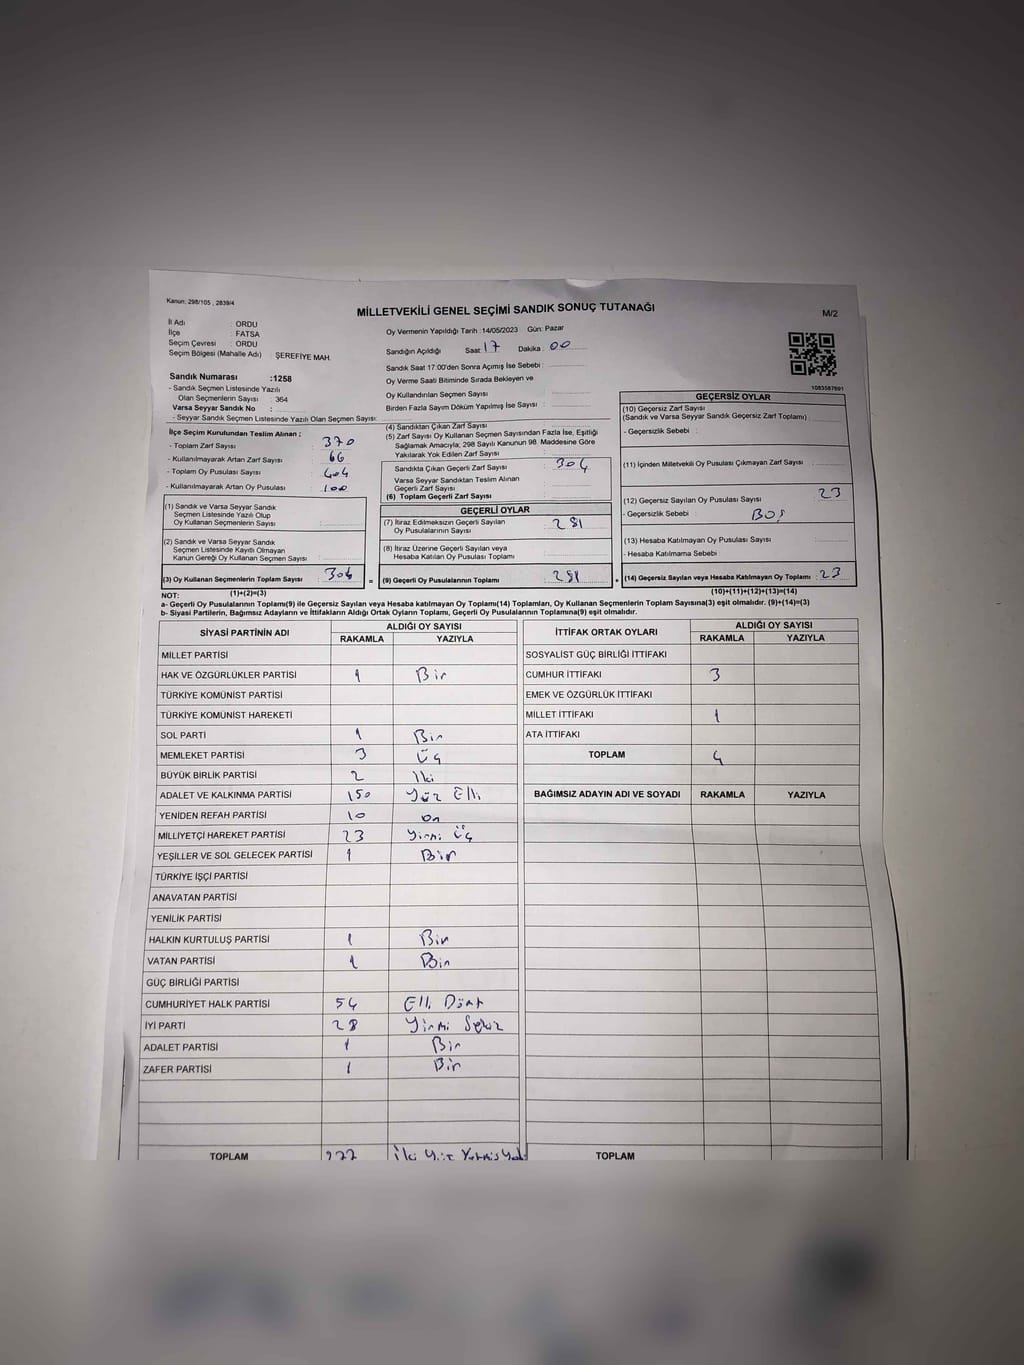 Kanun: 298/105 , 2839/4
MİLLETVEKİLİ GENEL SEÇİMİ SANDIK SONUÇ TUTANAĞI
M/2
İl Adı : ORDU
İlçe : FATSA
Seçim Çevresi : ORDU
Seçim Bölgesi (Mahalle Adı) : ŞEREFİYE MAH.
Sandık Numarası :1258
- Sandık Seçmen Listesinde Yazılı
Olan Seçmenlerin Sayısı : 364
Varsa Seyyar Sandık No :
- Seyyar Sandık Seçmen Listesinde Yazılı Olan Seçmen Sayısı:
İlçe Seçim Kurulundan Teslim Alınan ;
- Toplam Zarf Sayısı : 370
- Kullanılmayarak Artan Zarf Sayısı : 66
- Toplam Oy Pusulası Sayısı : 404
- Kullanılmayarak Artan Oy Pusulası : 100
(1) Sandık ve Varsa Seyyar Sandık
Seçmen Listesinde Yazılı Olup
Oy Kullanan Seçmenlerin Sayısı :
(2) Sandık ve Varsa Seyyar Sandık
Seçmen Listesinde Kayıtlı Olmayan
Kanun Gereği Oy Kullanan Seçmen Sayısı :
(3) Oy Kullanan Seçmenlerin Toplam Sayısı : 304
Oy Vermenin Yapıldığı Tarih :14/05/2023 Gün: Pazar
Sandığın Açıldığı Saat: 17 Dakika : 00
Sandık Saat 17:00'den Sonra Açılmış İse Sebebi :
Oy Verme Saati Bitiminde Sırada Bekleyen ve
Oy Kullandırılan Seçmen Sayısı :
Birden Fazla Sayım Döküm Yapılmış İse Sayısı :
(4) Sandıktan Çıkan Zarf Sayısı
(5) Zarf Sayısı Oy Kullanan Seçmen Sayısından Fazla İse, Eşitliği
Sağlamak Amacıyla; 298 Sayılı Kanunun 98. Maddesine Göre
Yakılarak Yok Edilen Zarf Sayısı :
Sandıkta Çıkan Geçerli Zarf Sayısı : 304
Varsa Seyyar Sandıktan Teslim Alınan
Geçerli Zarf Sayısı :
(6) Toplam Geçerli Zarf Sayısı :
GEÇERLİ OYLAR
(7) İtiraz Edilmeksizin Geçerli Sayılan
Oy Pusulalarının Sayısı : 281
(8) İtiraz Üzerine Geçerli Sayılan veya
Hesaba Katılan Oy Pusulası Toplamı :
= (9) Geçerli Oy Pusulalarının Toplamı : 281
1083587891
GEÇERSİZ OYLAR
(10) Geçersiz Zarf Sayısı
(Sandık ve Varsa Seyyar Sandık Geçersiz Zarf Toplamı) :
- Geçersizlik Sebebi :
(11) İçinden Milletvekili Oy Pusulası Çıkmayan Zarf Sayısı :
(12) Geçersiz Sayılan Oy Pusulası Sayısı : 23
- Geçersizlik Sebebi : BOŞ
(13) Hesaba Katılmayan Oy Pusulası Sayısı :
- Hesaba Katılmama Sebebi
+ (14) Geçersiz Sayılan veya Hesaba Katılmayan Oy Toplamı : 23
NOT: (1)+(2)=(3) (10)+(11)+(12)+(13)=(14)
a- Geçerli Oy Pusulalarının Toplamı(9) ile Geçersiz Sayılan veya Hesaba katılmayan Oy Toplamı(14) Toplamları, Oy Kullanan Seçmenlerin Toplam Sayısına(3) eşit olmalıdır. (9)+(14)=(3)
b- Siyasi Partilerin, Bağımsız Adayların ve İttifakların Aldığı Ortak Oyların Toplamı, Geçerli Oy Pusulalarının Toplamına(9) eşit olmalıdır.
SİYASİ PARTİNİN ADI ALDIĞI OY SAYISI
RAKAMLA YAZIYLA
MİLLET PARTİSİ
HAK VE ÖZGÜRLÜKLER PARTİSİ 1 Bir
TÜRKİYE KOMÜNİST PARTİSİ
TÜRKİYE KOMÜNİST HAREKETİ
SOL PARTİ 1 Bir
MEMLEKET PARTİSİ 3 Üç
BÜYÜK BİRLİK PARTİSİ 2 İki
ADALET VE KALKINMA PARTİSİ 150 Yüz Elli
YENİDEN REFAH PARTİSİ 10 on
MİLLİYETÇİ HAREKET PARTİSİ 23 Yirmi Üç
YEŞİLLER VE SOL GELECEK PARTİSİ 1 Bir
TÜRKİYE İŞÇİ PARTİSİ
ANAVATAN PARTİSİ
YENİLİK PARTİSİ
HALKIN KURTULUŞ PARTİSİ 1 Bir
VATAN PARTİSİ 1 Bir
GÜÇ BİRLİĞİ PARTİSİ
CUMHURİYET HALK PARTİSİ 54 Elli Dört
İYİ PARTİ 28 Yirmi Sekiz
ADALET PARTİSİ 1 Bir
ZAFER PARTİSİ 1 Bir
TOPLAM 277 İki Yüz Yetmiş Yedi
İTTİFAK ORTAK OYLARI ALDIĞI OY SAYISI
RAKAMLA YAZIYLA
SOSYALİST GÜÇ BİRLİĞİ İTTİFAKI
CUMHUR İTTİFAKI 3
EMEK VE ÖZGÜRLÜK İTTİFAKI
MİLLET İTTİFAKI 1
ATA İTTİFAKI
TOPLAM 4
BAĞIMSIZ ADAYIN ADI VE SOYADI RAKAMLA YAZIYLA
TOPLAM